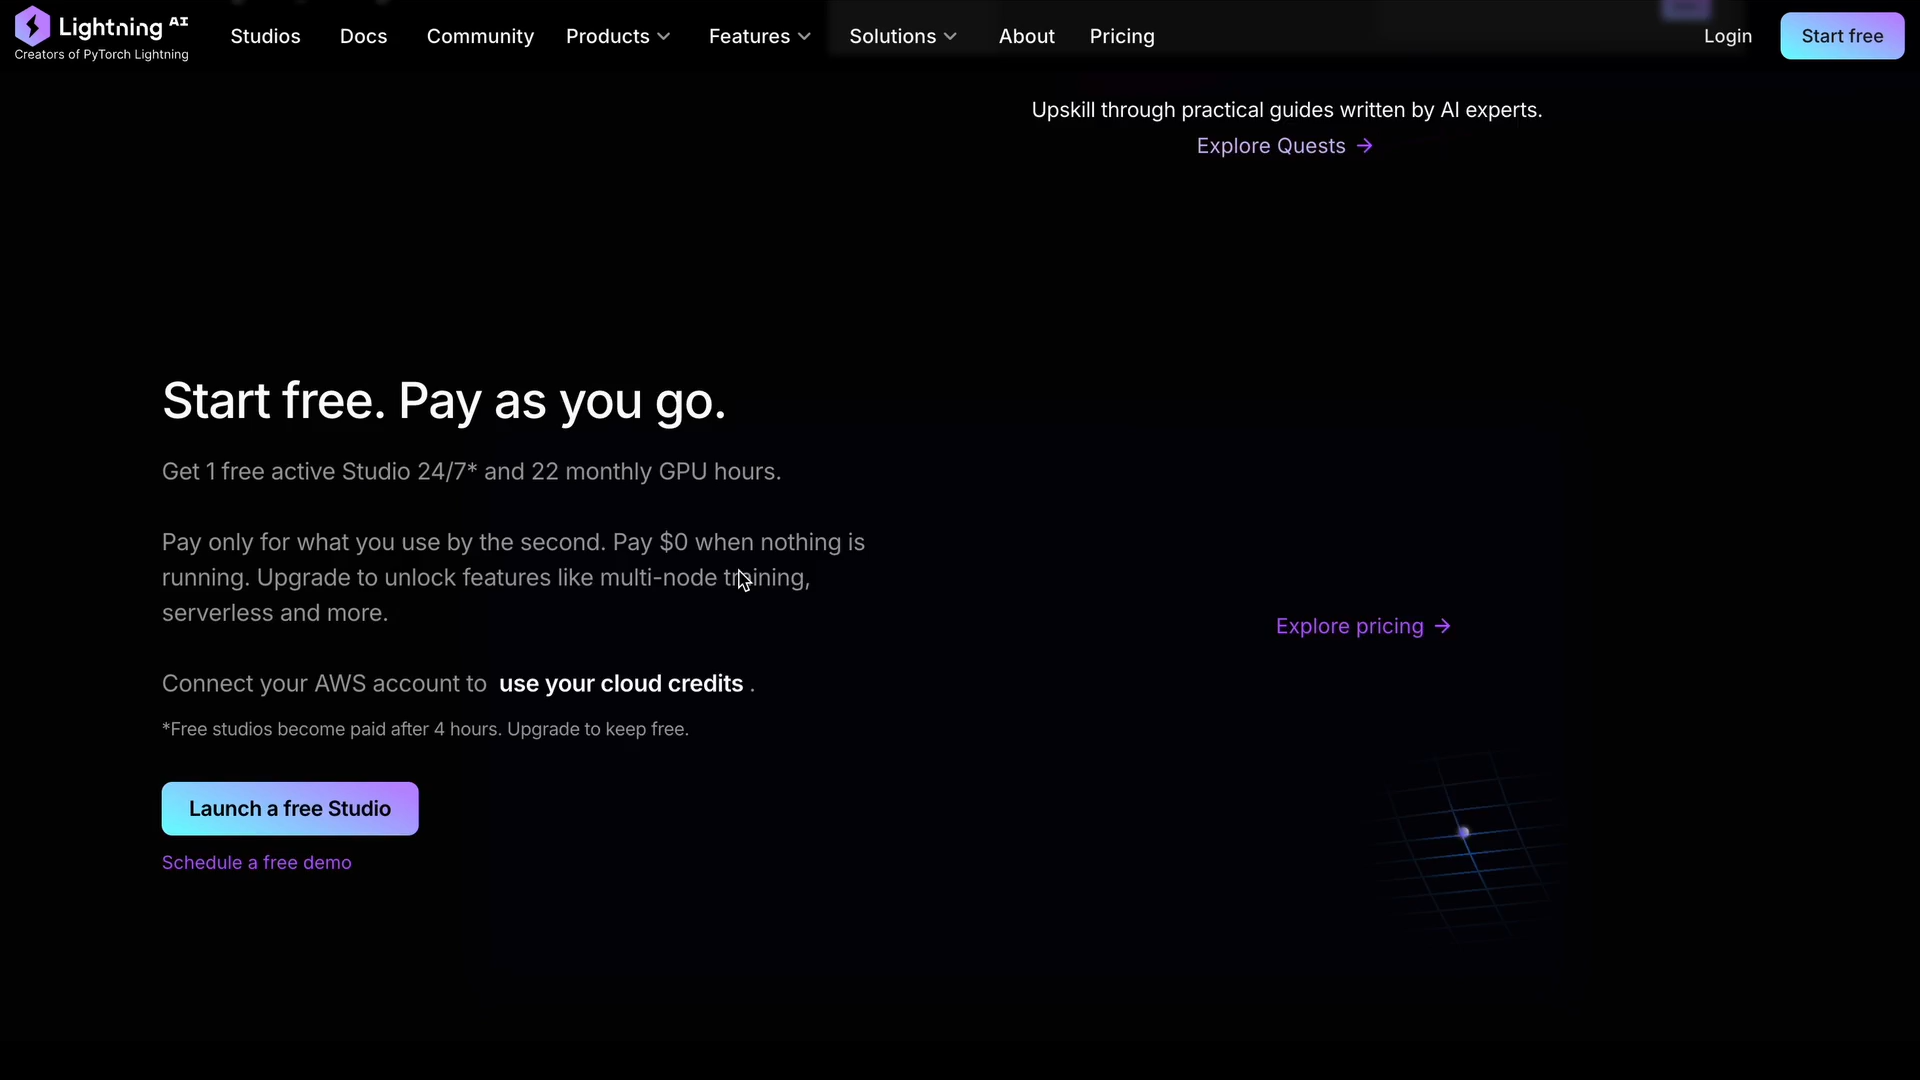 Lightning AI
Creators of PyTorch Lightning
Studios
Docs
Community
Products
Features
Solutions
About
Pricing
Login
Start free
Upskill through practical guides written by AI experts.
Explore Quests →
Start free. Pay as you go.
Get 1 free active Studio 24/7* and 22 monthly GPU hours.
Pay only for what you use by the second. Pay $0 when nothing is
running. Upgrade to unlock features like multi-node training,
serverless and more.
Explore pricing →
Connect your AWS account to use your cloud credits .
*Free studios become paid after 4 hours. Upgrade to keep free.
Launch a free Studio
Schedule a free demo